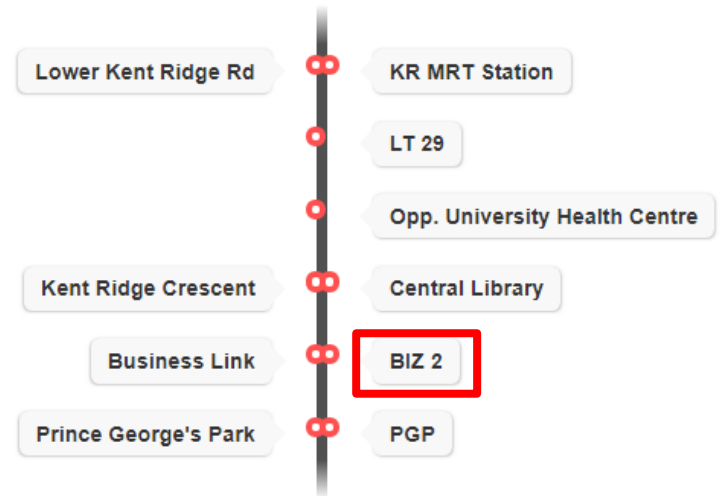 Lower Kent Ridge Rd
KR MRT Station
LT 29
Opp. University Health Centre
Kent Ridge Crescent
Central Library
Business Link
BIZ 2
Prince George's Park
PGP